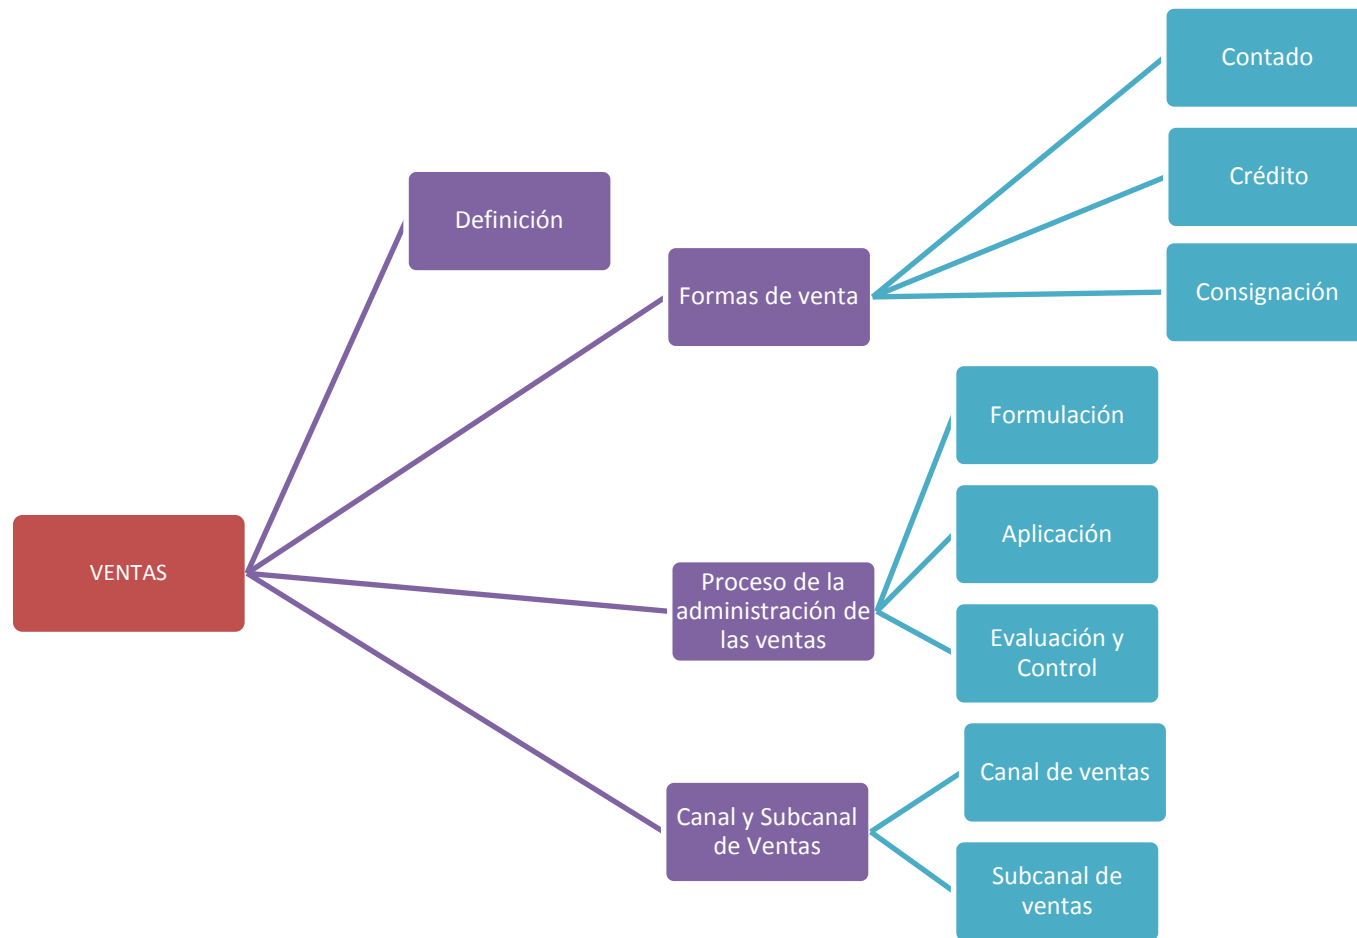 VENTAS
Definición
Formas de venta
Contado
Crédito
Consignación
Proceso de la
administración de
las ventas
Formulación
Aplicación
Evaluación y
Control
Canal y Subcanal
de Ventas
Canal de ventas
Subcanal de
ventas